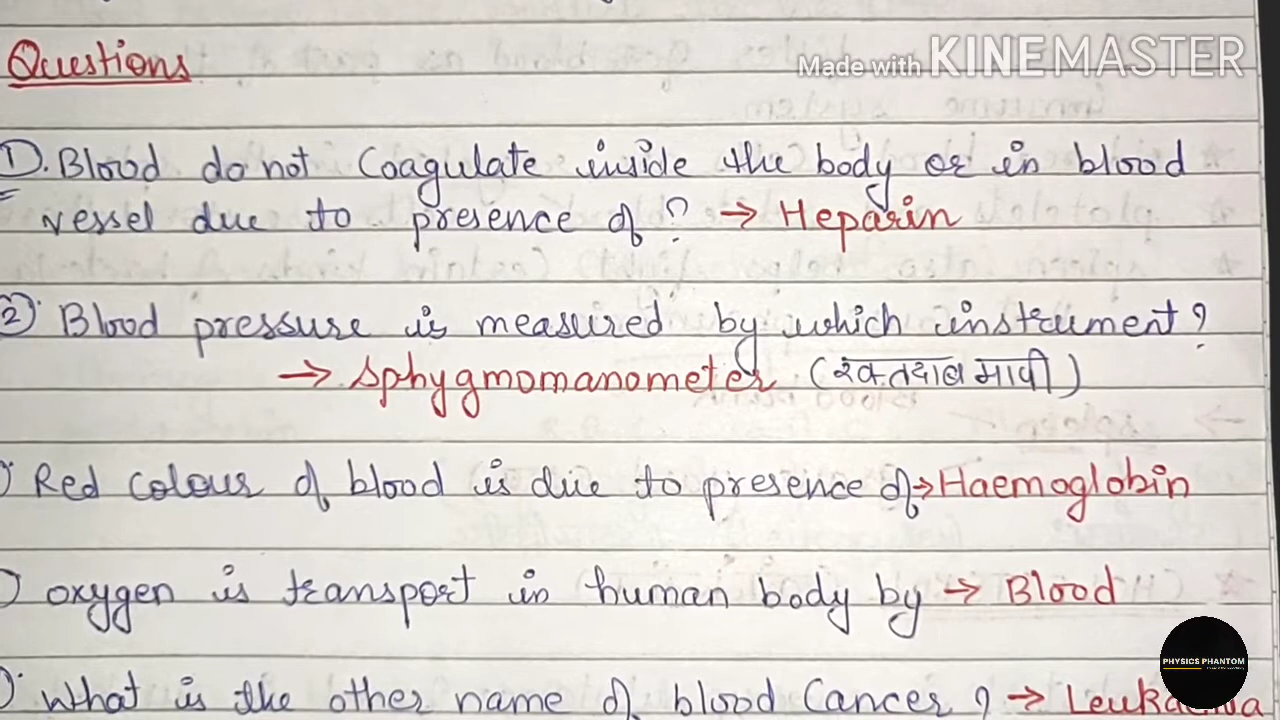 Questions
Made with KINEMASTER
1). Blood do not Coagulate inside the body or in blood
vessel due to presence of ? → Heparin
2) Blood pressure is measured by which instrument?
→ Sphygmomanometer (रक्तदाब मापी)
) Red colour of blood is due to presence of → Haemoglobin
) oxygen is transport in human body by → Blood
PHYSICS PHANTOM
) What is the other name of blood Cancer ? →